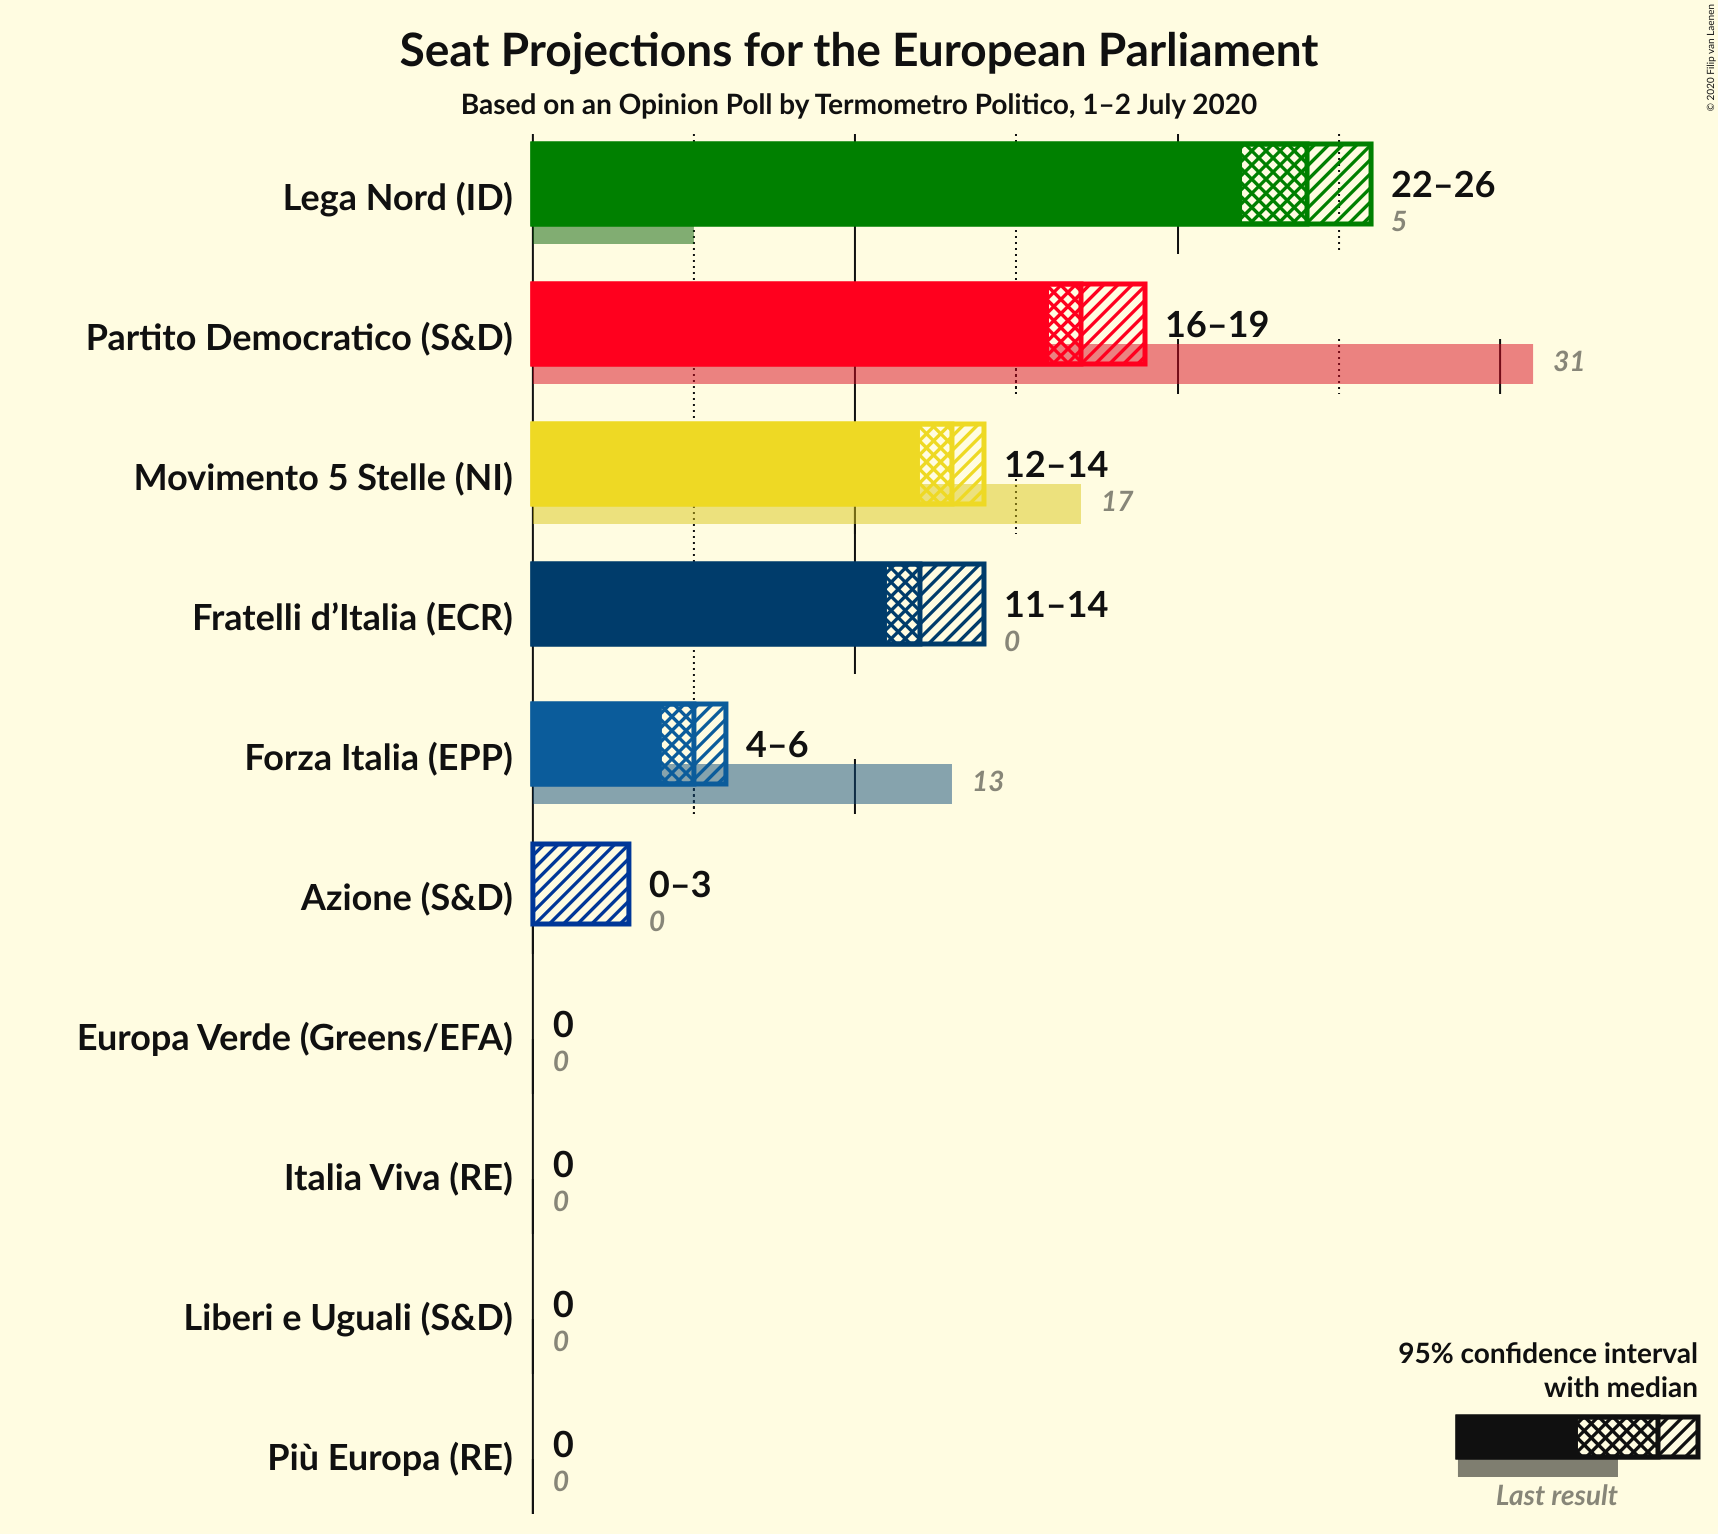 Seat Projections for the European Parliament
Based on an Opinion Poll by Termometro Politico, 1–2 July 2020
© 2020 Filip van Laenen
Lega Nord (ID)
22–26
5
Partito Democratico (S&D)
16–19
31
Movimento 5 Stelle (NI)
12–14
17
Fratelli d’Italia (ECR)
11–14
0
Forza Italia (EPP)
4–6
13
Azione (S&D)
0–3
0
Europa Verde (Greens/EFA)
0
0
Italia Viva (RE)
0
0
Liberi e Uguali (S&D)
0
0
Più Europa (RE)
0
0
95% confidence interval
with median
Last result